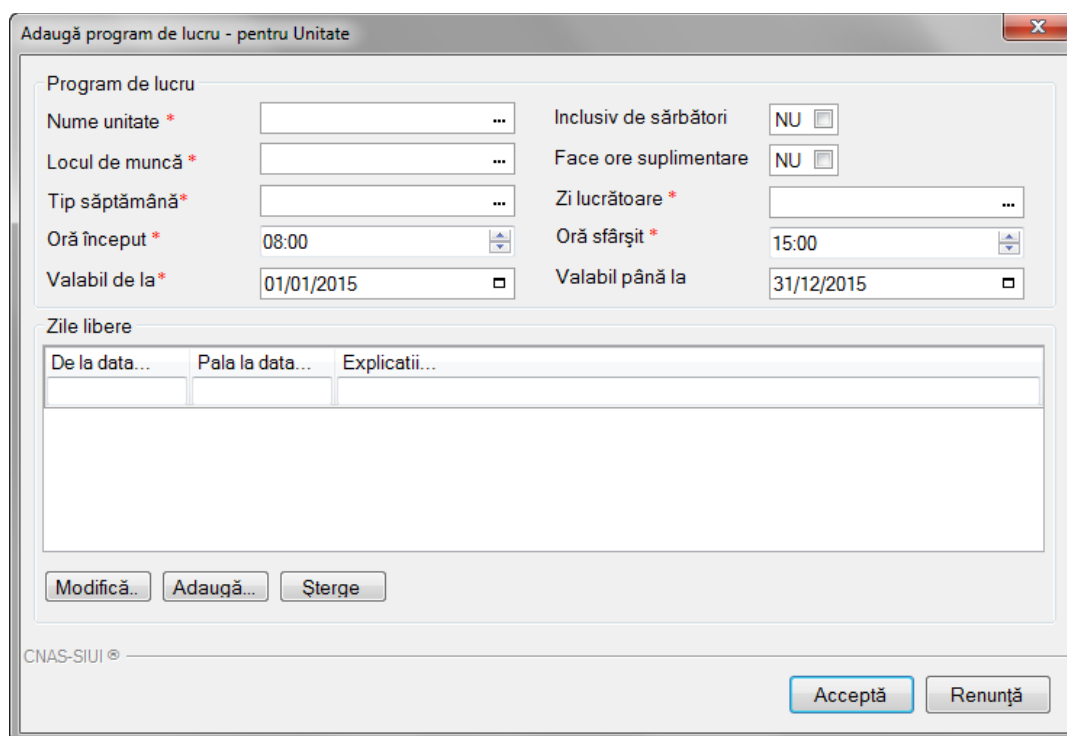 Adaugă program de lucru - pentru Unitate
Program de lucru
Nume unitate * ... Inclusiv de sărbători NU
Locul de muncă * ... Face ore suplimentare NU
Tip săptămână* ... Zi lucrătoare * ...
Oră început * 08:00 Oră sfârşit * 15:00
Valabil de la* 01/01/2015 Valabil până la 31/12/2015
Zile libere
De la data... Pala la data... Explicatii...
Modifică.. Adaugă... Şterge
CNAS-SIUI ®
Acceptă Renunţă